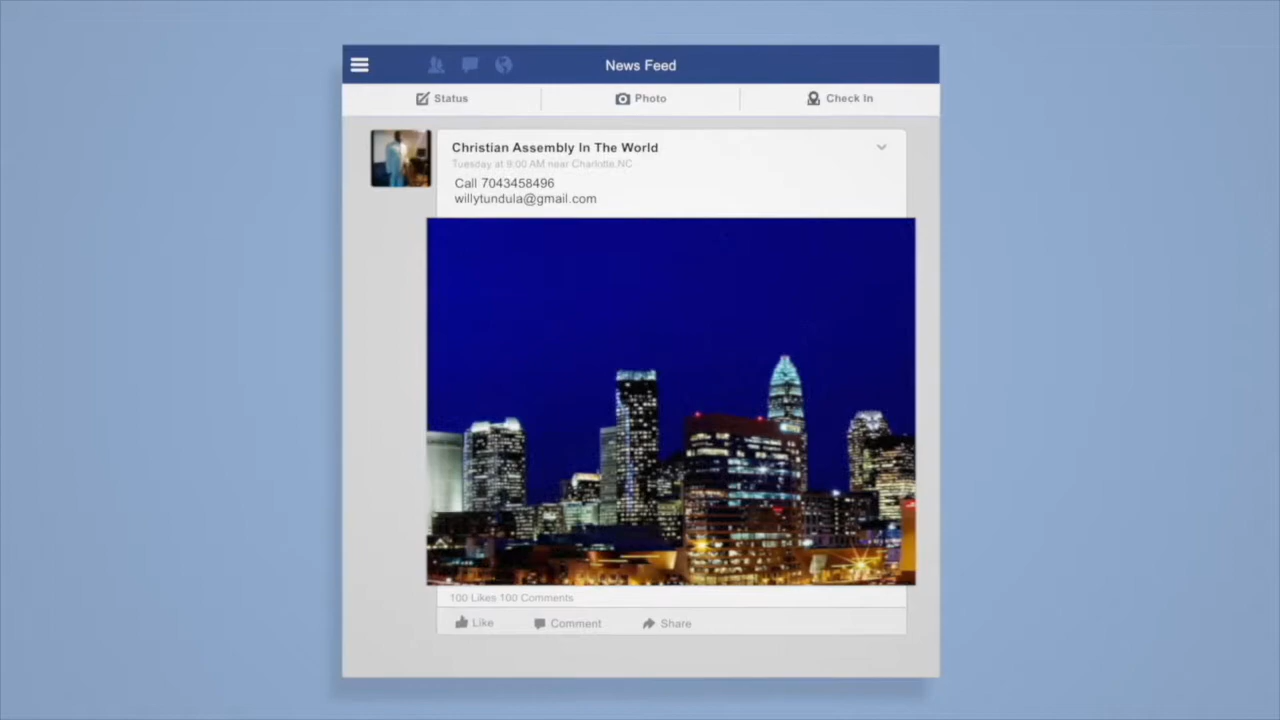 News Feed
Status Photo Check In
Christian Assembly In The World
Tuesday at 9:00 AM near Charlotte,NC
Call 7043458496
willytundula@gmail.com
100 Likes 100 Comments
Like Comment Share